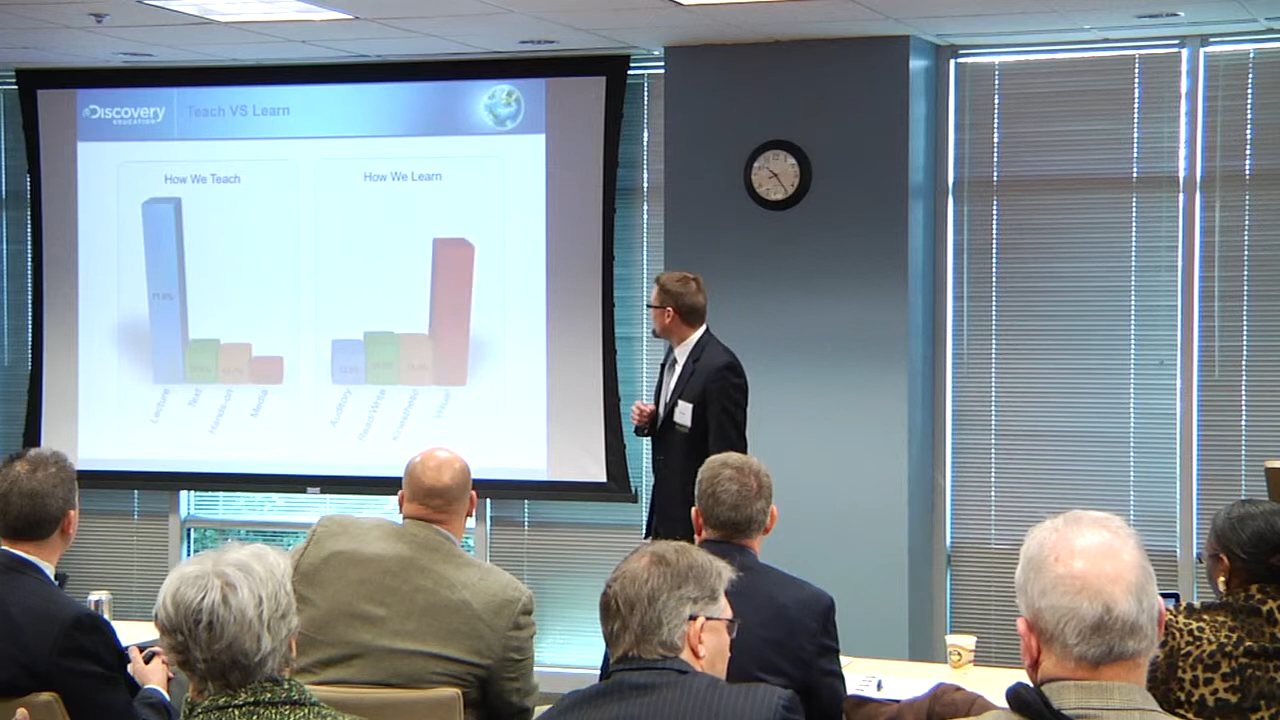 Discovery
EDUCATION
Teach VS Learn
How We Teach
How We Learn
Lecture
Text
Hands-on
Media
Auditory
Read/Write
Kinesthetic
Visual